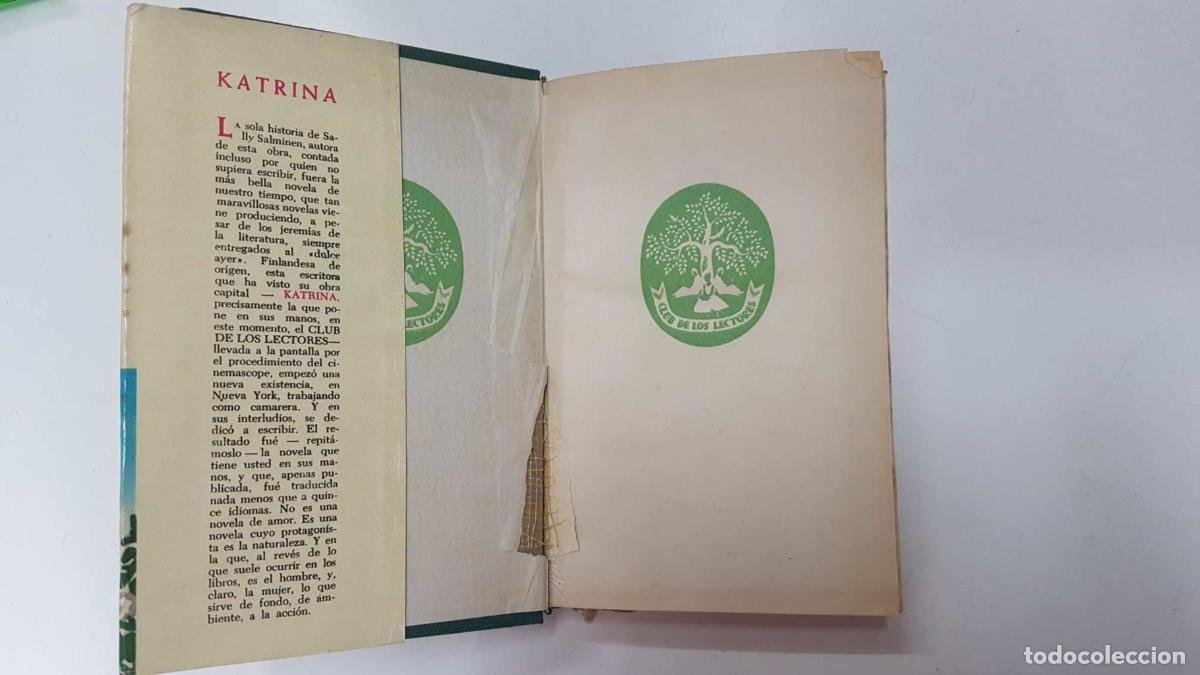 KATRINA
LA sola historia de Sa-
lly Salminen, autora
de esta obra, contada
incluso por quien no
supiera escribir, fuera la
más bella novela de
nuestro tiempo, que tan
maravillosas novelas vie-
ne produciendo, a pe-
sar de los jeremías de
la literatura, siempre
entregados al «dulce
ayer». Finlandesa de
origen, esta escritora
que ha visto su obra
capital — KATRINA,
precisamente la que po-
ne en sus manos, en
este momento, el CLUB
DE LOS LECTORES—
llevada a la pantalla por
el procedimiento del ci-
nemascope, empezó una
nueva existencia, en
Nueva York, trabajando
como camarera. Y en
sus interludios, se de-
dicó a escribir. El re-
sultado fué — repitá-
moslo — la novela que
tiene usted en sus ma-
nos, y que, apenas pu-
blicada, fué traducida
nada menos que a quin-
ce idiomas. No es una
novela de amor. Es una
novela cuyo protagonis-
ta es la naturaleza. Y en
la que, al revés de lo
que suele ocurrir en los
libros, es el hombre, y,
claro, la mujer, lo que
sirve de fondo, de ám-
biente, a la acción.
LECTORES
CLUB DE LOS LECTORES
todocoleccion